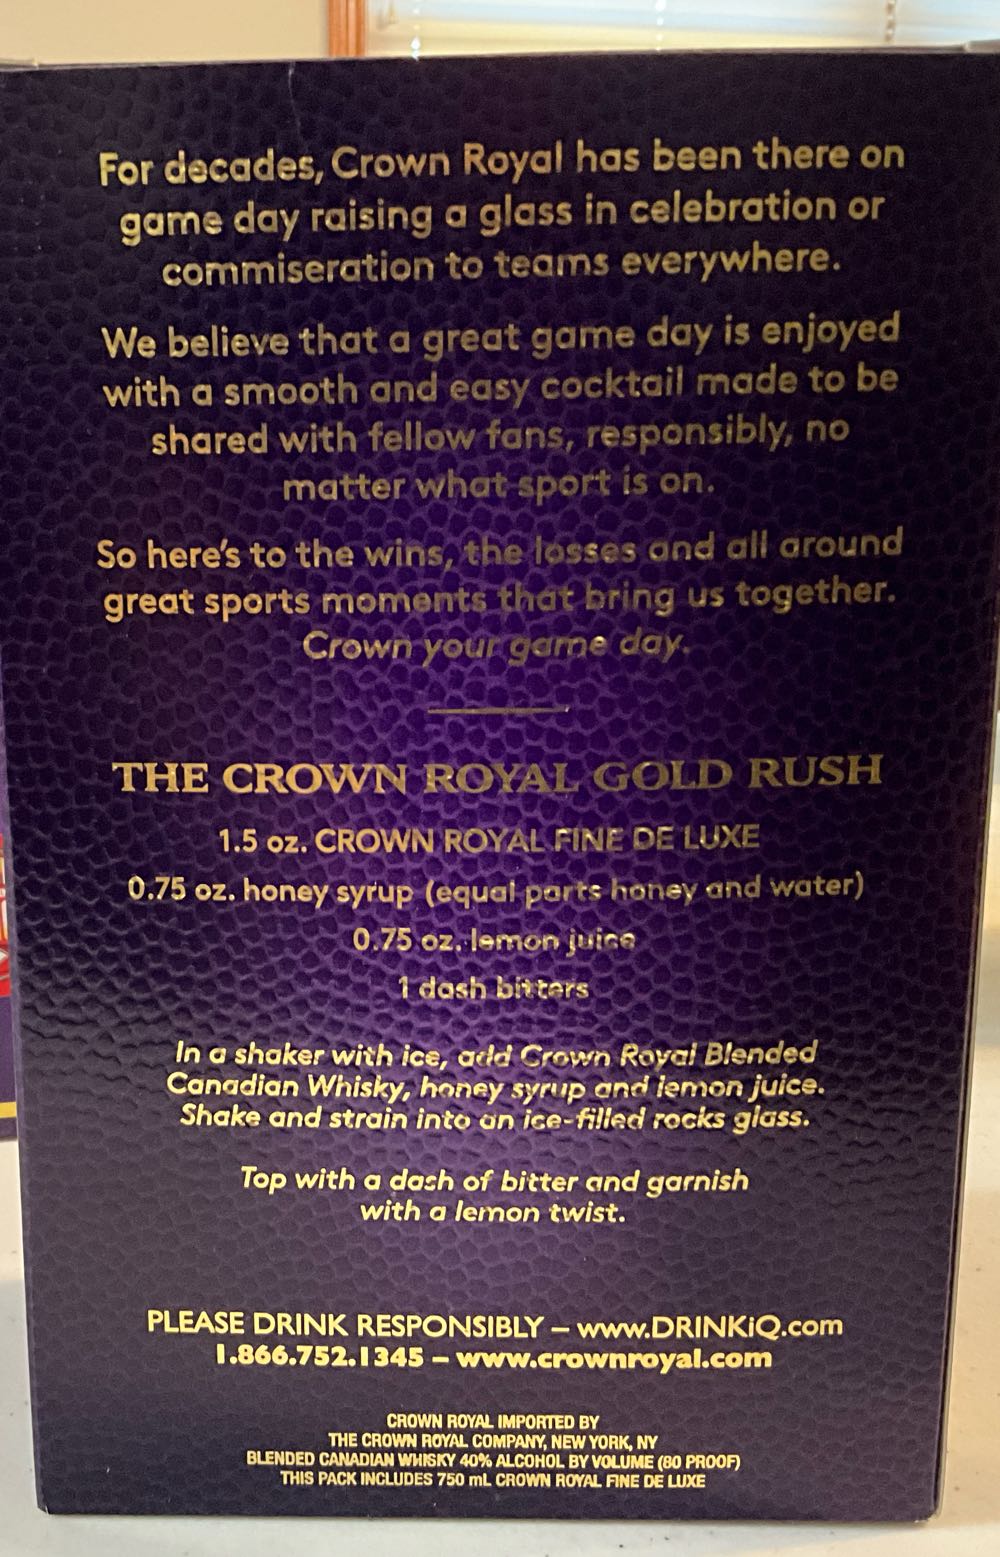 For decades, Crown Royal has been there on
game day raising a glass in celebration or
commiseration to teams everywhere.
We believe that a great game day is enjoyed
with a smooth and easy cocktail made to be
shared with fellow fans, responsibly, no
matter what sport is on.
So here's to the wins, the losses and all around
great sports moments that bring us together.
Crown your game day.
THE CROWN ROYAL GOLD RUSH
1.5 oz. CROWN ROYAL FINE DE LUXE
0.75 oz. honey syrup (equal parts honey and water)
0.75 oz. lemon juice
1 dash bitters
In a shaker with ice, add Crown Royal Blended
Canadian Whisky, honey syrup and lemon juice.
Shake and strain into an ice-filled rocks glass.
Top with a dash of bitter and garnish
with a lemon twist.
PLEASE DRINK RESPONSIBLY – www.DRINKiQ.com
1.866.752.1345 – www.crownroyal.com
CROWN ROYAL IMPORTED BY
THE CROWN ROYAL COMPANY, NEW YORK, NY
BLENDED CANADIAN WHISKY 40% ALCOHOL BY VOLUME (80 PROOF)
THIS PACK INCLUDES 750 mL CROWN ROYAL FINE DE LUXE